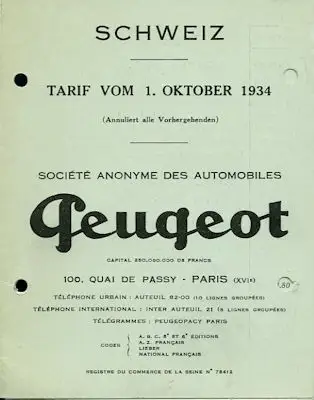 SCHWEIZ
TARIF VOM 1. OKTOBER 1934
(Annuliert alle Vorhergehenden)
SOCIÉTÉ ANONYME DES AUTOMOBILES
Peugeot
CAPITAL 250.000.000 DE FRANCS
100, QUAI DE PASSY - PARIS (XVIe)
80
TÉLÉPHONE URBAIN : AUTEUIL 82-00 (10 LIGNES GROUPÉES)
TÉLÉPHONE INTERNATIONAL : INTER AUTEUIL 21 (5 LIGNES GROUPÉES)
TÉLÉGRAMMES : PEUGEOPACY PARIS
A. B. C. 5e ET 6e ÉDITIONS
A. Z. FRANÇAIS
CODES
LIEBER
NATIONAL FRANÇAIS
REGISTRE DU COMMERCE DE LA SEINE N° 78412